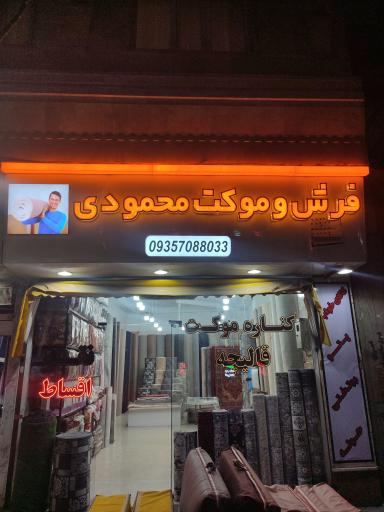 فرش و موکت محمودی
09357088033
کناره موکت
قالیچه
اقساط